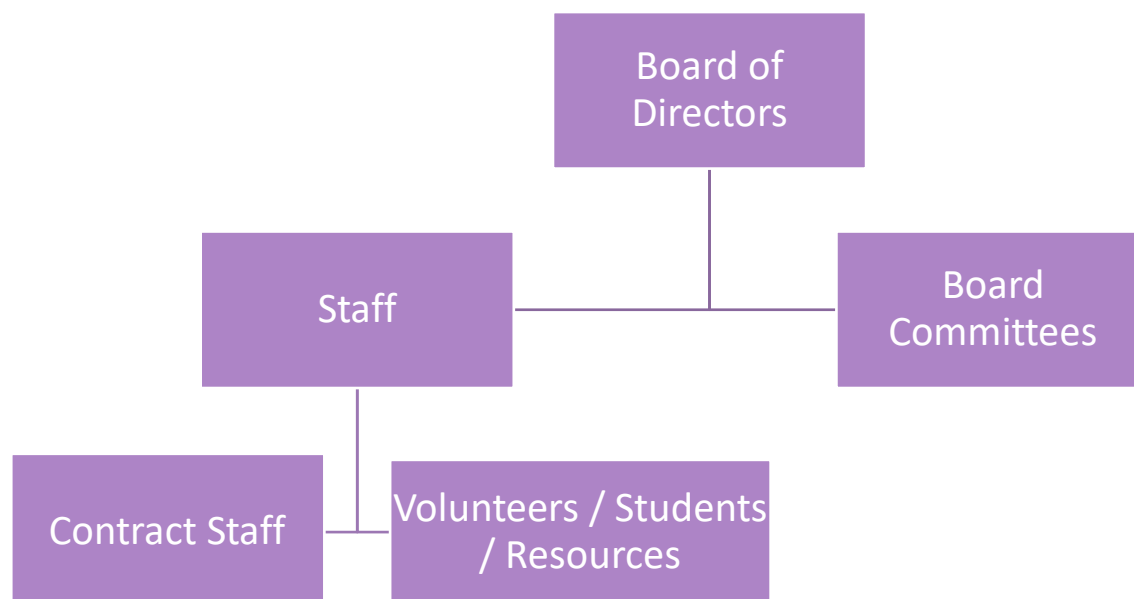 Board of
Directors
Staff
Board
Committees
Contract Staff
Volunteers / Students
/ Resources